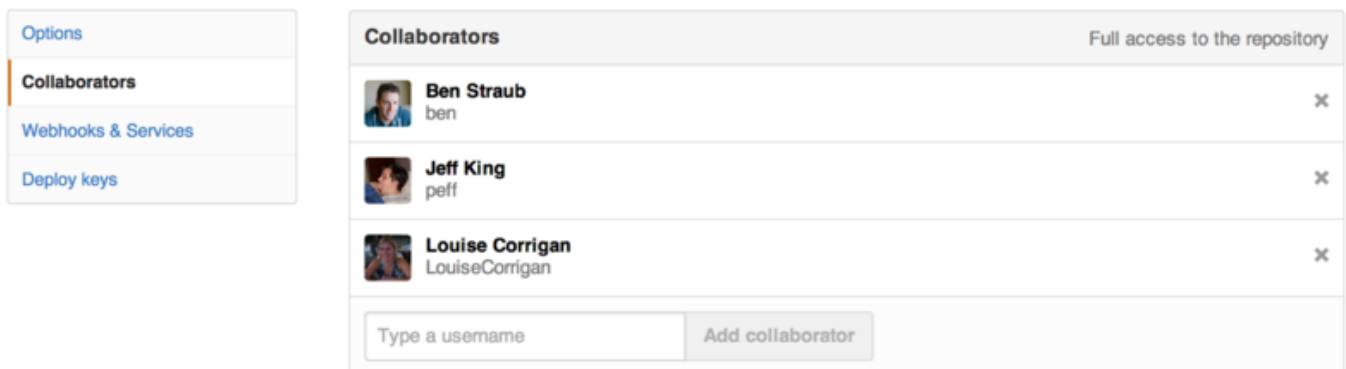 Options
Collaborators
Webhooks & Services
Deploy keys
Collaborators
Full access to the repository
Ben Straub
ben
Jeff King
peff
Louise Corrigan
LouiseCorrigan
Type a username
Add collaborator